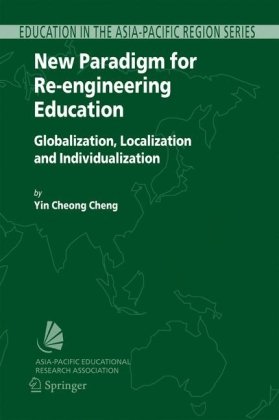 EDUCATION IN THE ASIA-PACIFIC REGION SERIES
New Paradigm for
Re-engineering
Education
Globalization, Localization
and Individualization
by
Yin Cheong Cheng
ASIA-PACIFIC EDUCATIONAL
RESEARCH ASSOCIATION
Springer